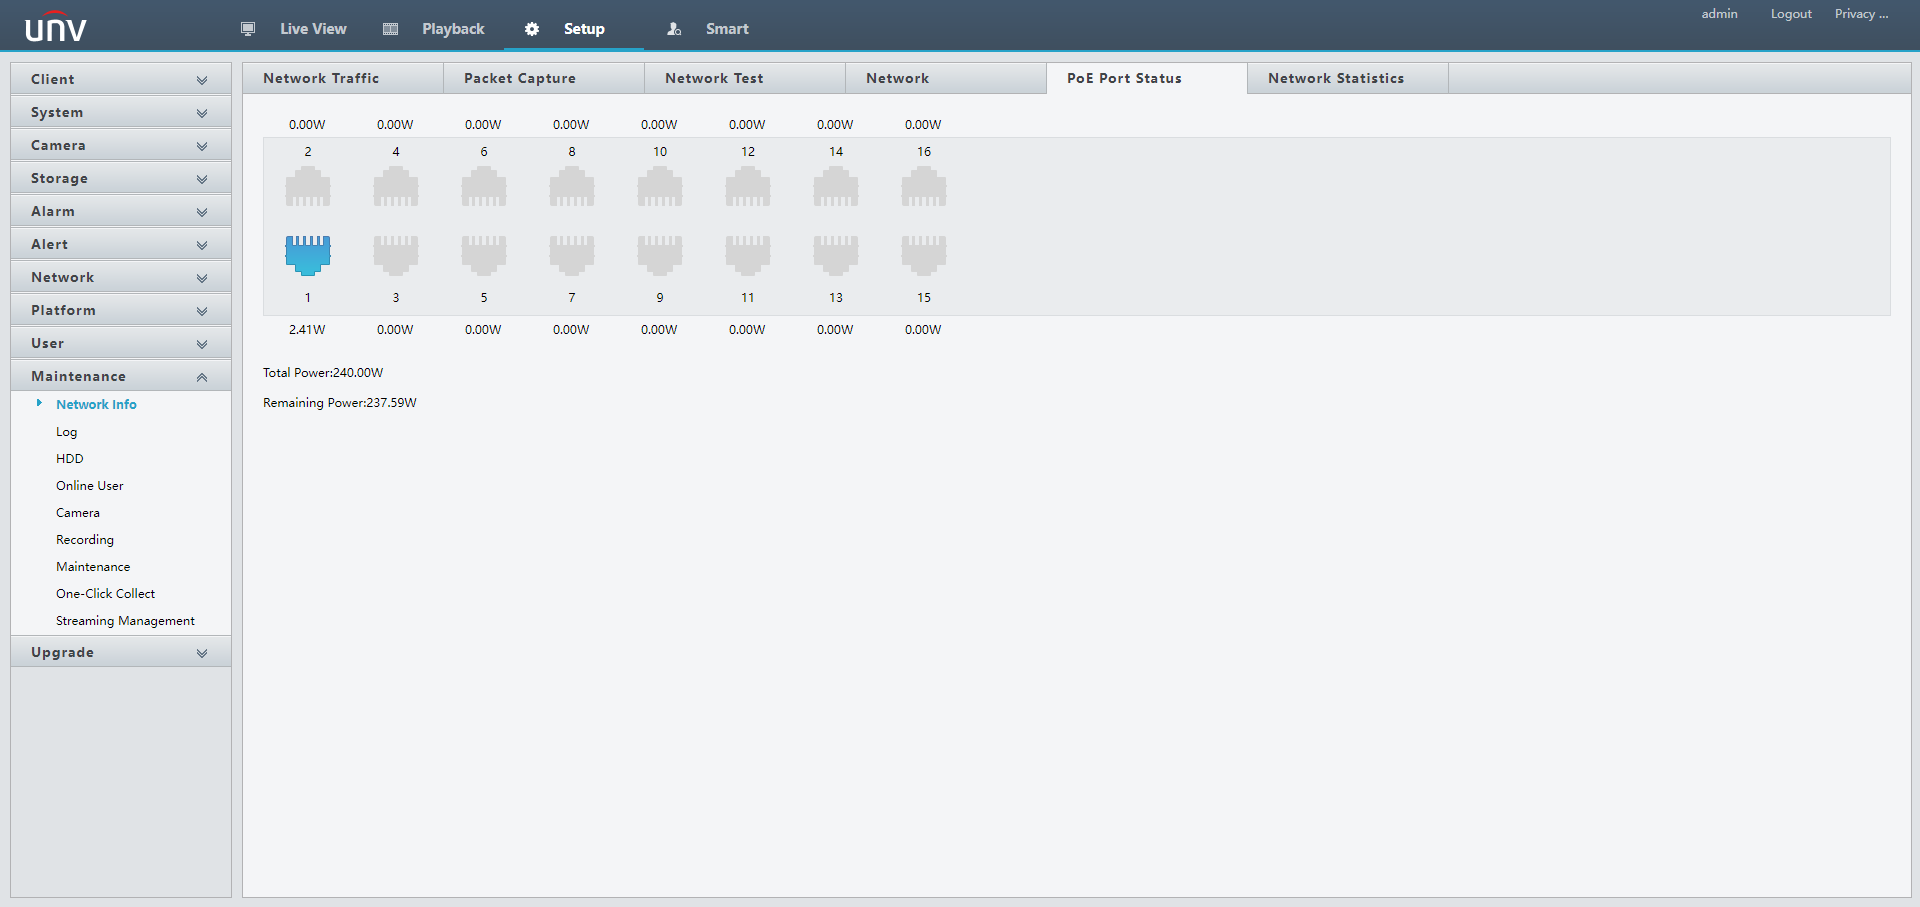 unv
Live View
Playback
Setup
Smart
admin
Logout
Privacy ...
Client
System
Camera
Storage
Alarm
Alert
Network
Platform
User
Maintenance
Network Info
Log
HDD
Online User
Camera
Recording
Maintenance
One-Click Collect
Streaming Management
Upgrade
Network Traffic
Packet Capture
Network Test
Network
PoE Port Status
Network Statistics
0.00W 0.00W 0.00W 0.00W 0.00W 0.00W 0.00W 0.00W
2 4 6 8 10 12 14 16
1 3 5 7 9 11 13 15
2.41W 0.00W 0.00W 0.00W 0.00W 0.00W 0.00W 0.00W
Total Power:240.00W
Remaining Power:237.59W